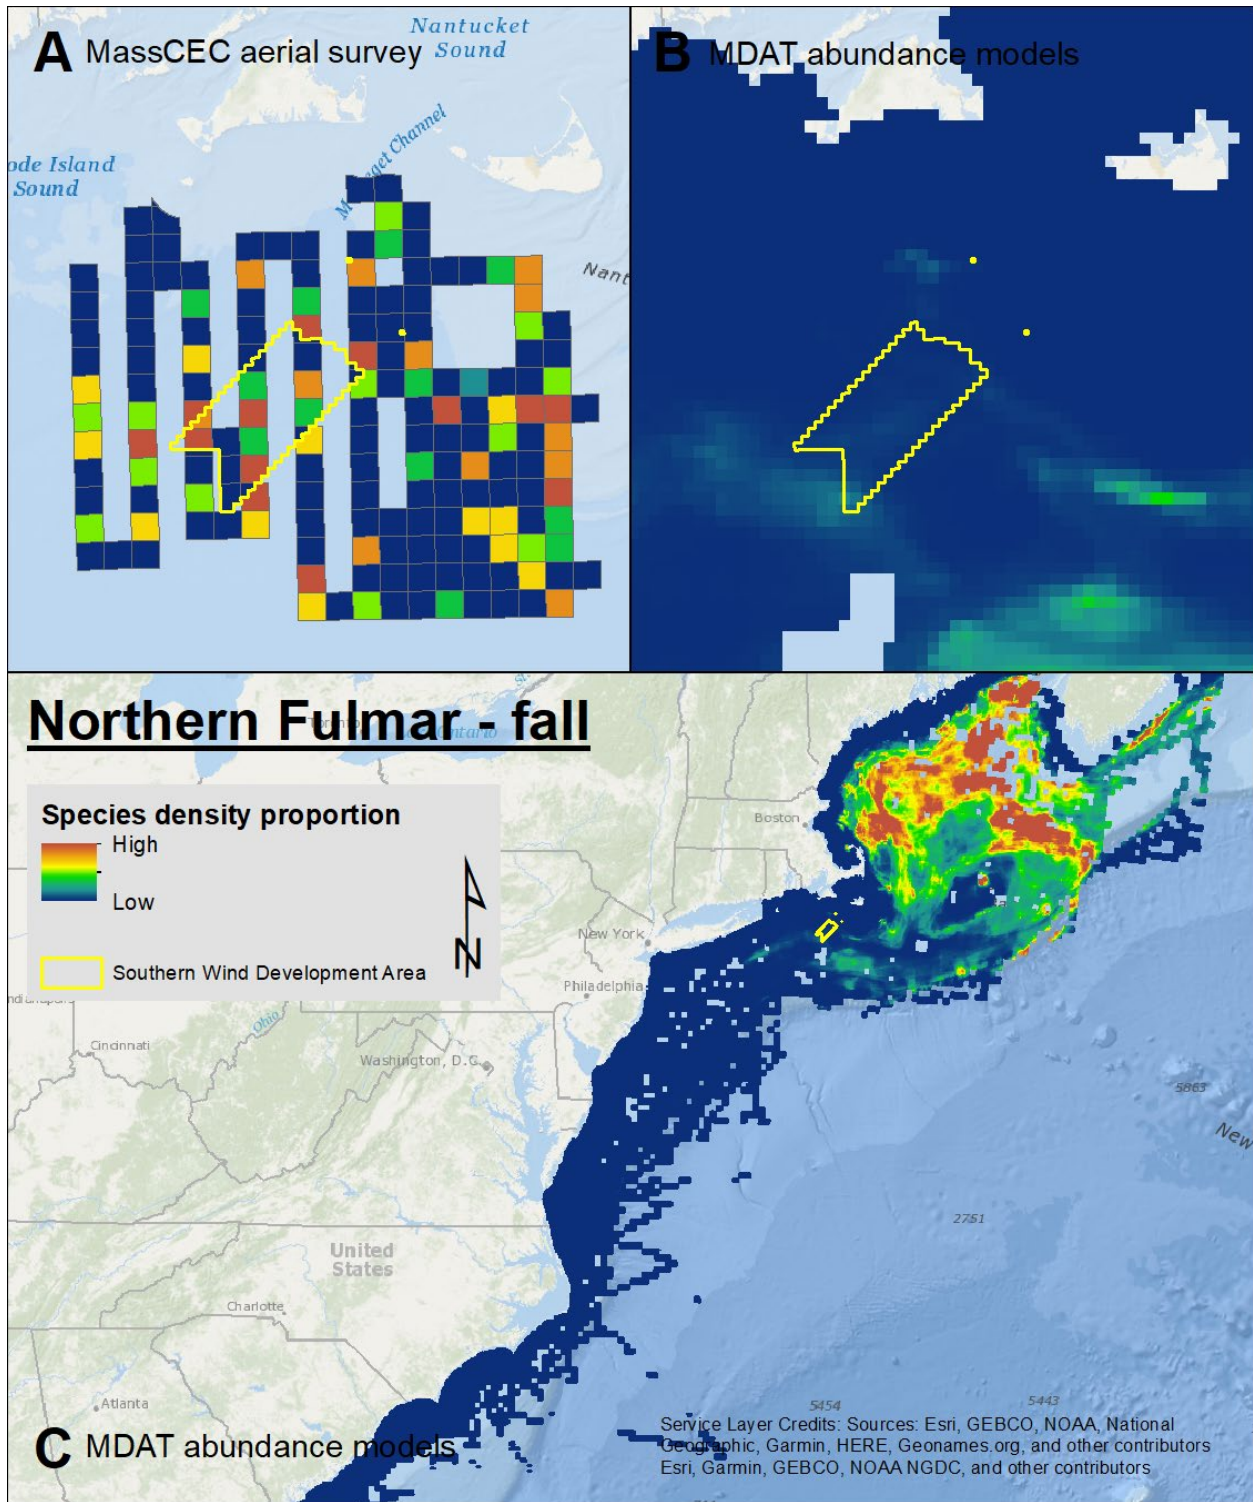 A MassCEC aerial survey
Nantucket
Sound
Channel
ode Island
Sound
Nant
B MDAT abundance models
Northern Fulmar - fall
Species density proportion
High
Low
N
Southern Wind Development Area
Boston
New York
Philadelphia
Ohio
Cincinnati
Washington, D.C
5863
New
2751
United
States
Charlotte
Atlanta
5454
5443
C MDAT abundance models
Service Layer Credits: Sources: Esri, GEBCO, NOAA, National
Geographic, Garmin, HERE, Geonames.org, and other contributors
Esri, Garmin, GEBCO, NOAA NGDC, and other contributors